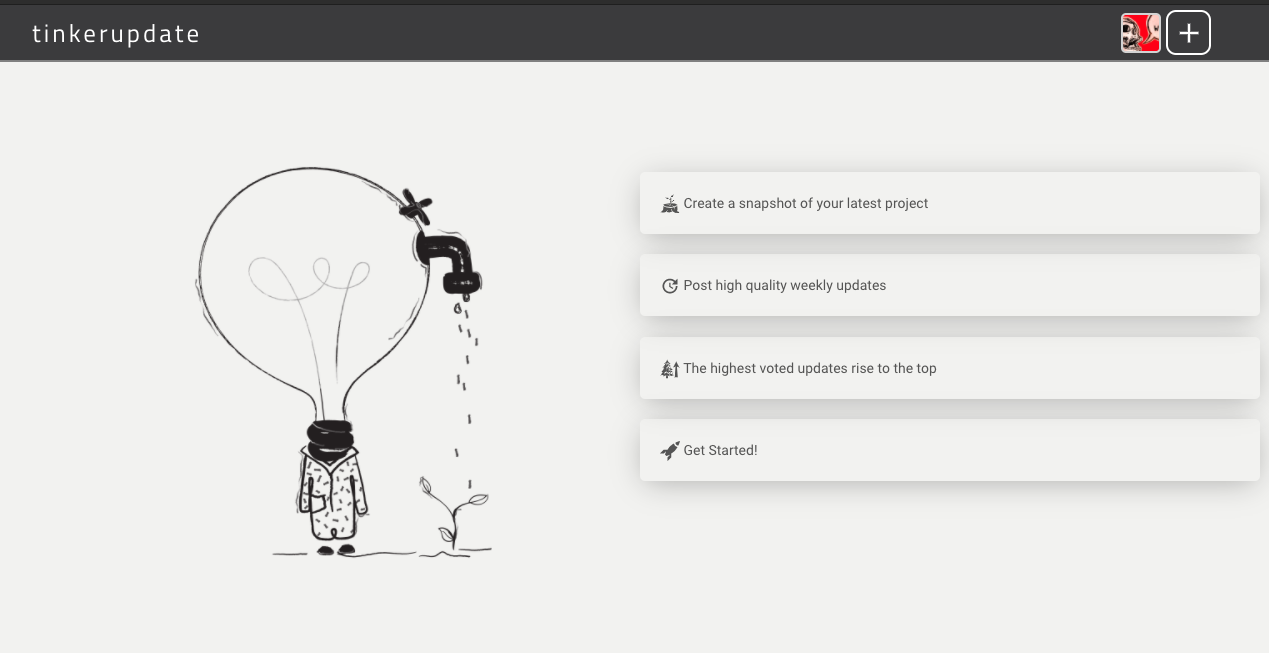 tinkerupdate
Create a snapshot of your latest project
Post high quality weekly updates
The highest voted updates rise to the top
Get Started!